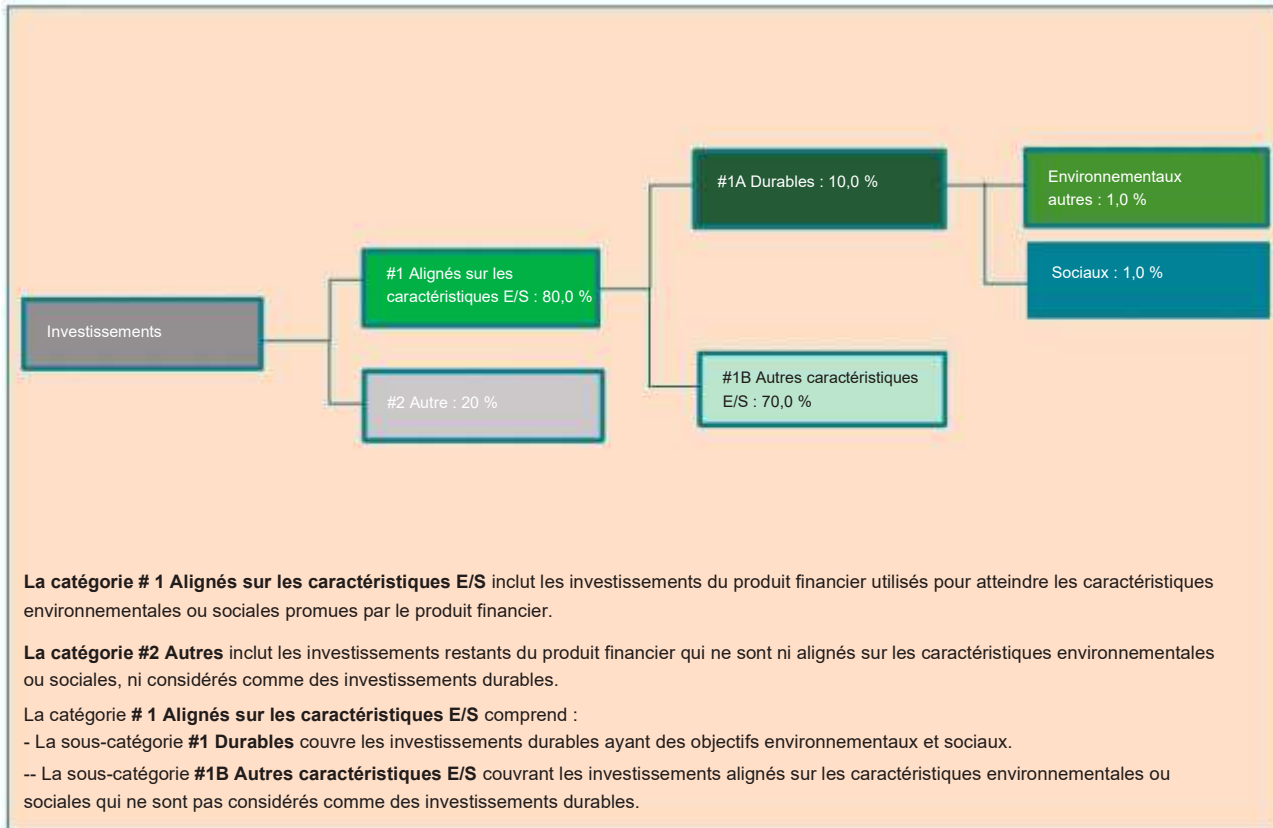 #1A Durables : 10,0 %
Environnementaux
autres : 1,0 %
#1 Alignés sur les
caractéristiques E/S : 80,0 %
Sociaux : 1,0 %
Investissements
#2 Autre : 20 %
#1B Autres caractéristiques
E/S : 70,0 %
La catégorie # 1 Alignés sur les caractéristiques E/S inclut les investissements du produit financier utilisés pour atteindre les caractéristiques
environnementales ou sociales promues par le produit financier.
La catégorie #2 Autres inclut les investissements restants du produit financier qui ne sont ni alignés sur les caractéristiques environnementales
ou sociales, ni considérés comme des investissements durables.
La catégorie # 1 Alignés sur les caractéristiques E/S comprend :
- La sous-catégorie #1 Durables couvre les investissements durables ayant des objectifs environnementaux et sociaux.
-- La sous-catégorie #1B Autres caractéristiques E/S couvrant les investissements alignés sur les caractéristiques environnementales ou
sociales qui ne sont pas considérés comme des investissements durables.